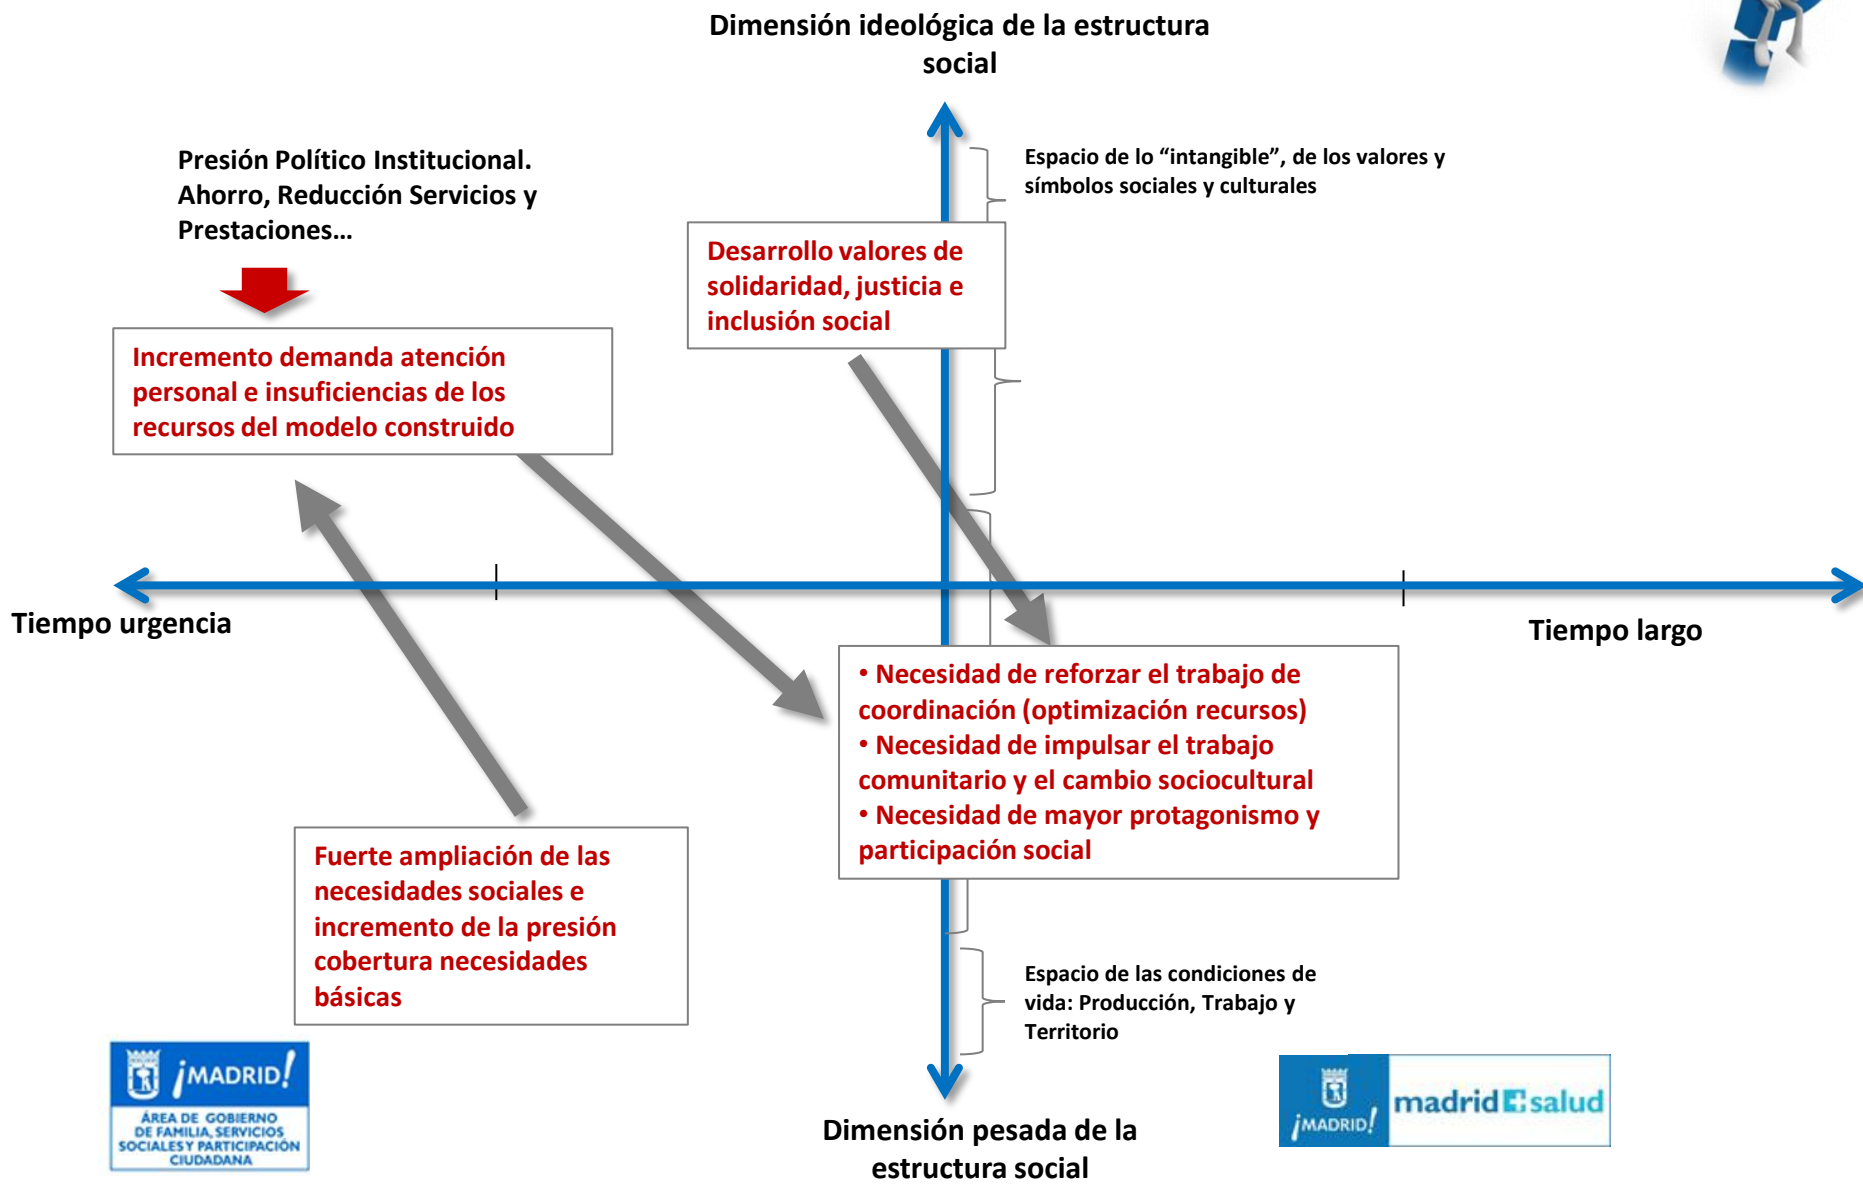 Dimensión ideológica de la estructura
social
Presión Político Institucional.
Ahorro, Reducción Servicios y
Prestaciones…
Espacio de lo “intangible”, de los valores y
símbolos sociales y culturales
Desarrollo valores de
solidaridad, justicia e
inclusión social
Incremento demanda atención
personal e insuficiencias de los
recursos del modelo construido
Tiempo urgencia
Tiempo largo
• Necesidad de reforzar el trabajo de
coordinación (optimización recursos)
• Necesidad de impulsar el trabajo
comunitario y el cambio sociocultural
• Necesidad de mayor protagonismo y
participación social
Fuerte ampliación de las
necesidades sociales e
incremento de la presión
cobertura necesidades
básicas
Espacio de las condiciones de
vida: Producción, Trabajo y
Territorio
¡MADRID!
ÁREA DE GOBIERNO
DE FAMILIA, SERVICIOS
SOCIALES Y PARTICIPACIÓN
CIUDADANA
¡MADRID!
madrid salud
Dimensión pesada de la
estructura social